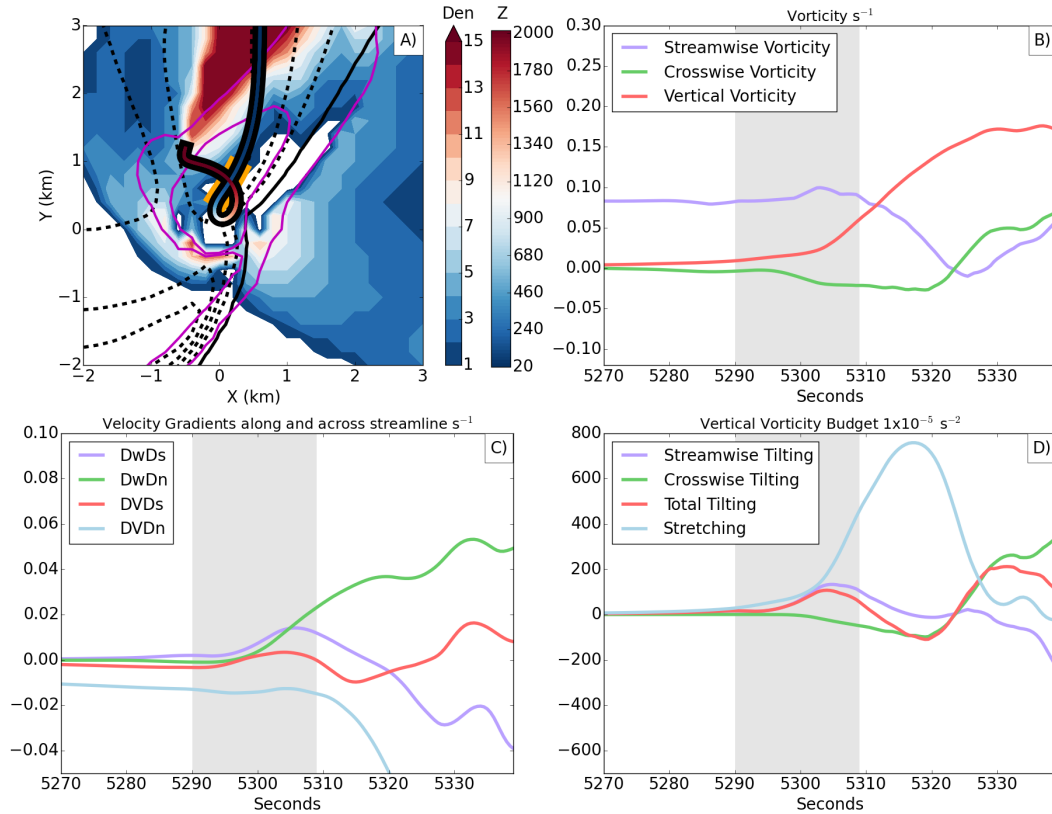 A)
Den
Z
3
2
1
0
−1
−2
Y (km)
−2
−1
0
1
2
3
X (km)
15
13
11
9
7
5
3
1
2000
1780
1560
1340
1120
900
680
460
240
20
Vorticity s⁻¹
B)
Streamwise Vorticity
Crosswise Vorticity
Vertical Vorticity
0.30
0.25
0.20
0.15
0.10
0.05
0.00
−0.05
−0.10
5270 5280 5290 5300 5310 5320 5330
Seconds
Velocity Gradients along and across streamline s⁻¹
C)
DwDs
DwDn
DVDs
DVDn
0.10
0.08
0.06
0.04
0.02
0.00
−0.02
−0.04
5270 5280 5290 5300 5310 5320 5330
Seconds
Vertical Vorticity Budget 1x10⁻⁵ s⁻²
D)
Streamwise Tilting
Crosswise Tilting
Total Tilting
Stretching
800
600
400
200
0
−200
−400
−600
5270 5280 5290 5300 5310 5320 5330
Seconds